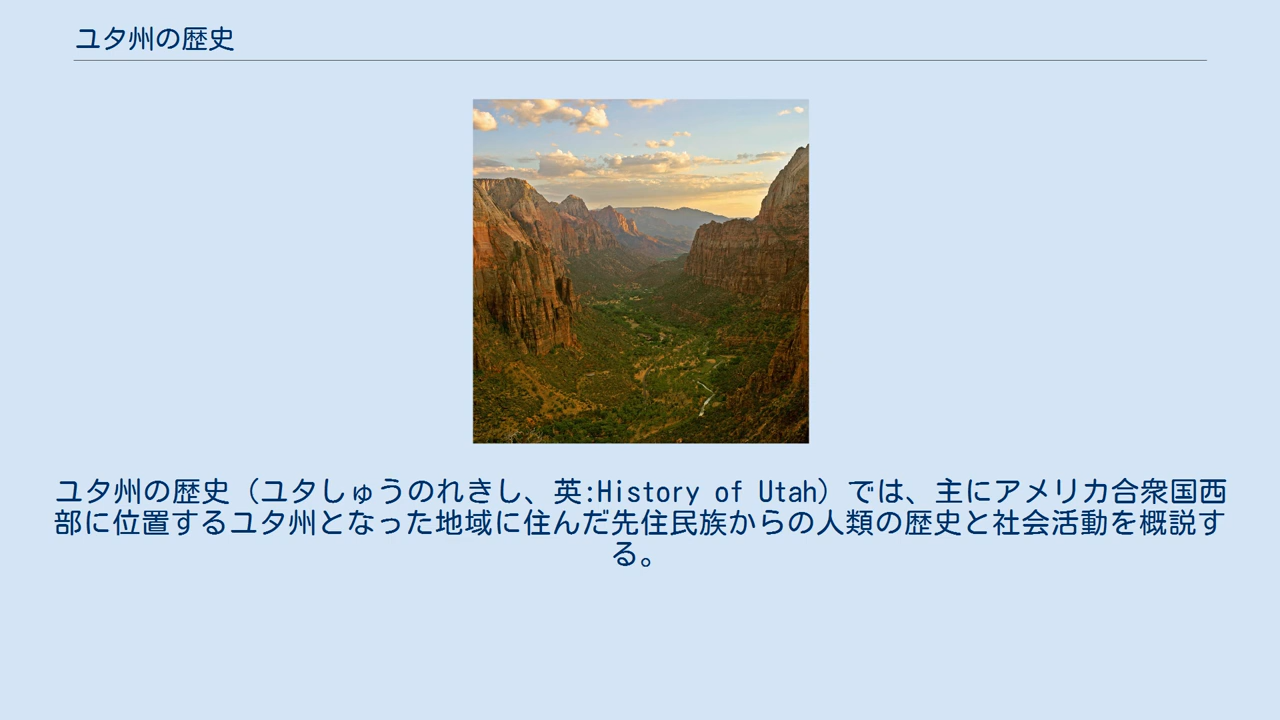 ユタ州の歴史
ユタ州の歴史（ユタしゅうのれきし、英:History of Utah）では、主にアメリカ合衆国西
部に位置するユタ州となった地域に住んだ先住民族からの人類の歴史と社会活動を概説す
る。